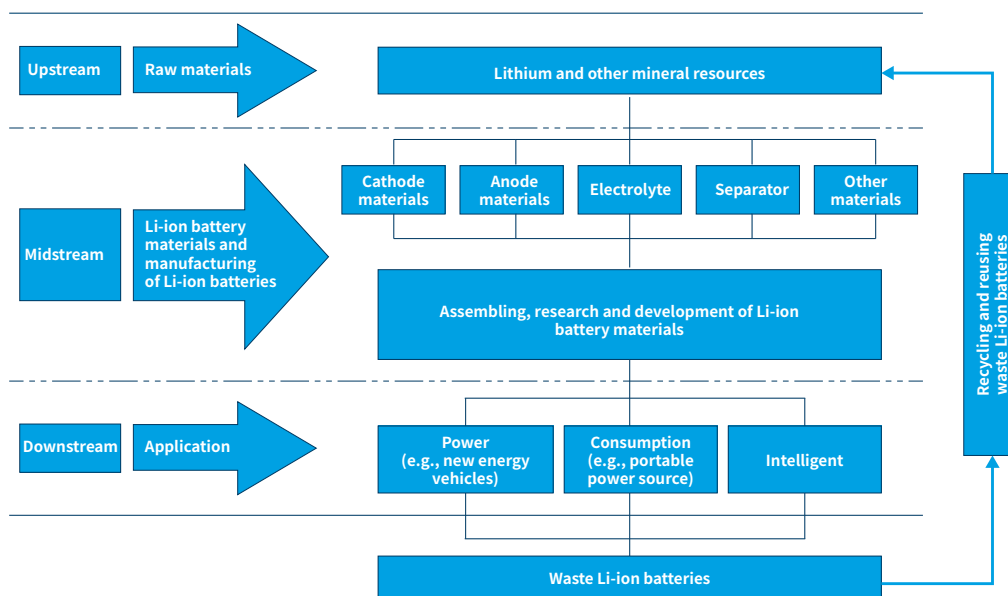 Upstream
Raw materials
Lithium and other mineral resources
Cathode
materials
Anode
materials
Electrolyte
Separator
Other
materials
Midstream
Li-ion battery
materials and
manufacturing
of Li-ion batteries
Assembling, research and development of Li-ion
battery materials
Recycling and reusing
waste Li-ion batteries
Downstream
Application
Power
(e.g., new energy
vehicles)
Consumption
(e.g., portable
power source)
Intelligent
Waste Li-ion batteries